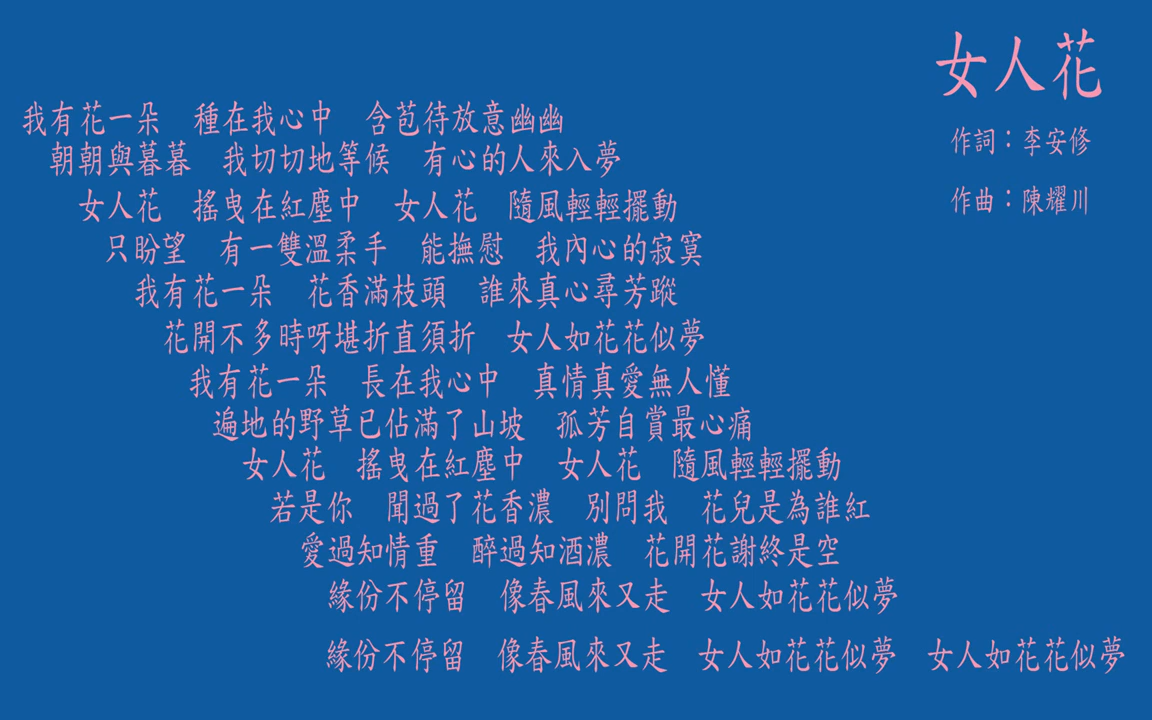 女人花
作詞：李安修
作曲：陳耀川
我有花一朵　種在我心中　含苞待放意幽幽
朝朝與暮暮　我切切地等候　有心的人來入夢
女人花　搖曳在紅塵中　女人花　隨風輕輕擺動
只盼望　有一雙溫柔手　能撫慰　我內心的寂寞
我有花一朵　花香滿枝頭　誰來真心尋芳蹤
花開不多時呀堪折直須折　女人如花花似夢
我有花一朵　長在我心中　真情真愛無人懂
遍地的野草已佔滿了山坡　孤芳自賞最心痛
女人花　搖曳在紅塵中　女人花　隨風輕輕擺動
若是你　聞過了花香濃　別問我　花兒是為誰紅
愛過知情重　醉過知酒濃　花開花謝終是空
緣份不停留　像春風來又走　女人如花花似夢
緣份不停留　像春風來又走　女人如花花似夢　女人如花花似夢